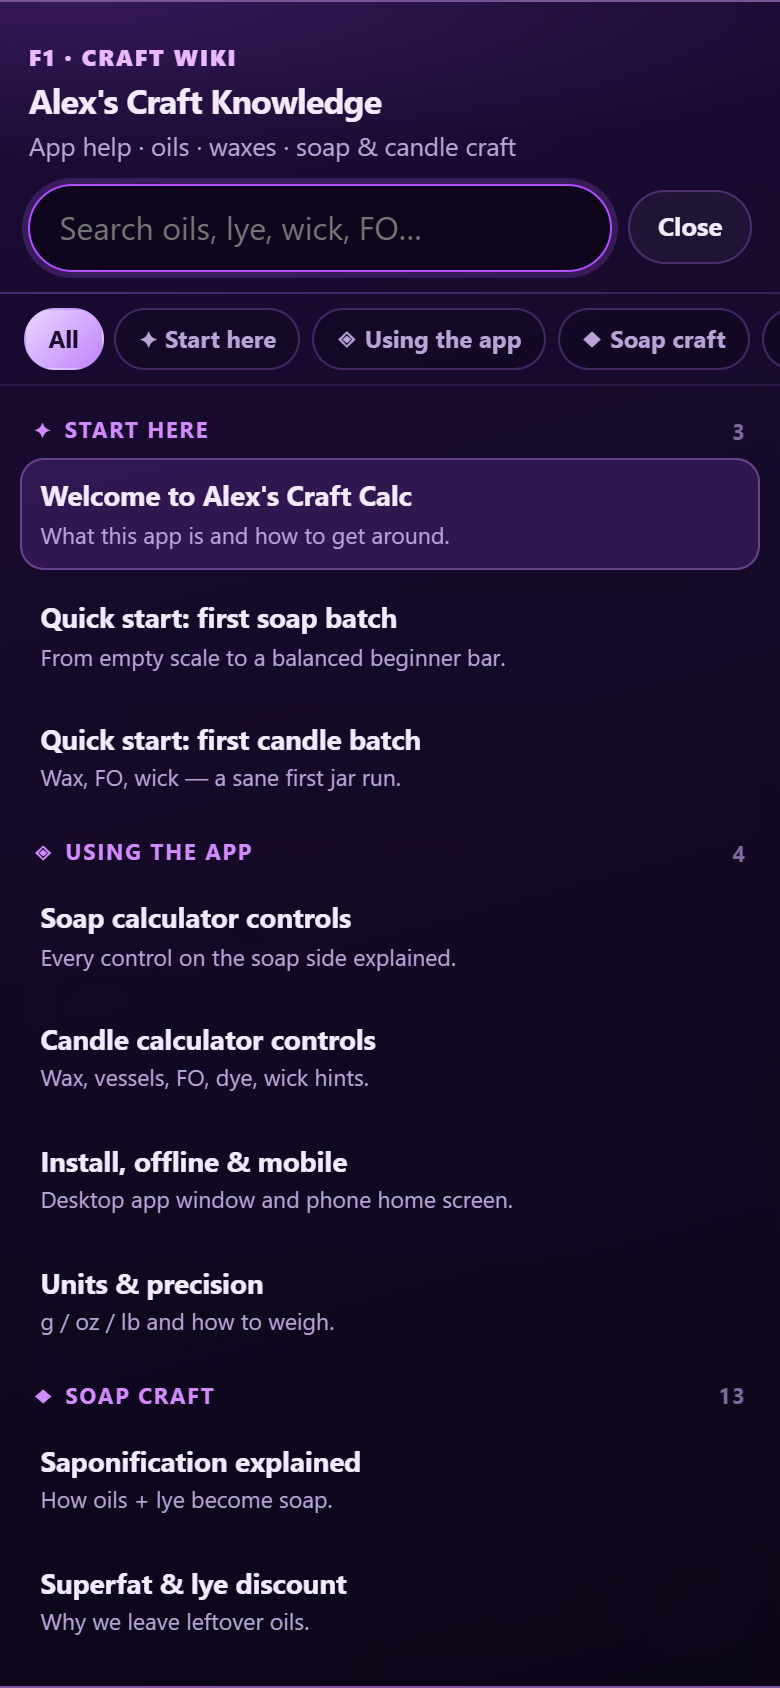 F1 · CRAFT WIKI
Alex's Craft Knowledge
App help · oils · waxes · soap & candle craft
Search oils, lye, wick, FO...
Close
All
✦ Start here
◈ Using the app
◆ Soap craft
✦ START HERE 3
Welcome to Alex's Craft Calc
What this app is and how to get around.
Quick start: first soap batch
From empty scale to a balanced beginner bar.
Quick start: first candle batch
Wax, FO, wick — a sane first jar run.
◈ USING THE APP 4
Soap calculator controls
Every control on the soap side explained.
Candle calculator controls
Wax, vessels, FO, dye, wick hints.
Install, offline & mobile
Desktop app window and phone home screen.
Units & precision
g / oz / lb and how to weigh.
◆ SOAP CRAFT 13
Saponification explained
How oils + lye become soap.
Superfat & lye discount
Why we leave leftover oils.